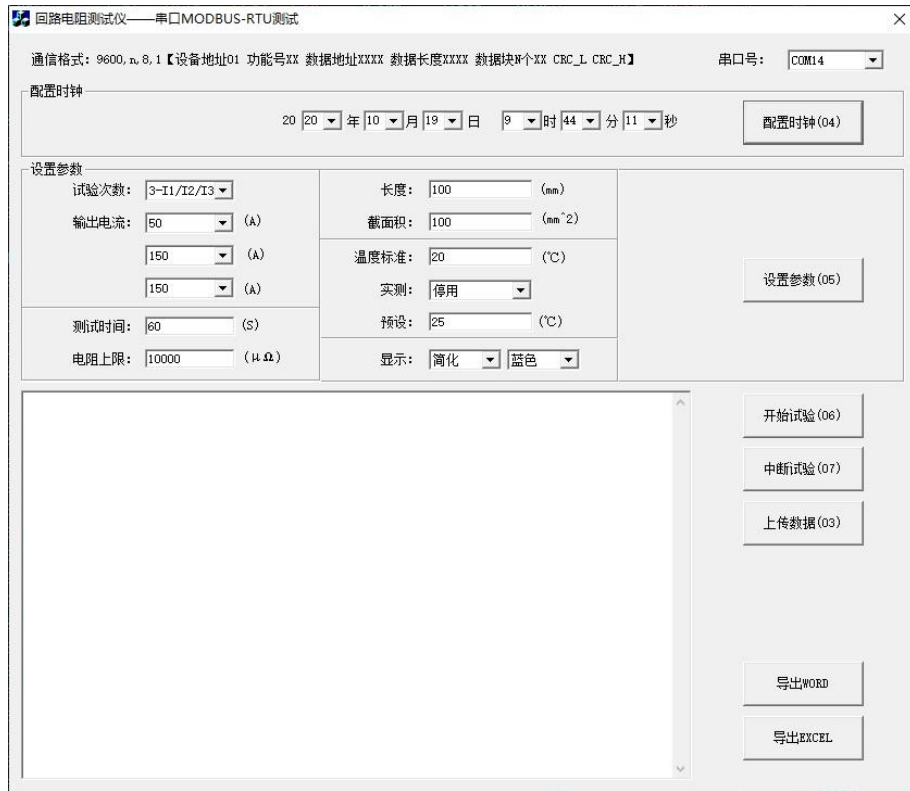 回路电阻测试仪——串口MODBUS-RTU测试
通信格式：9600,n,8,1【设备地址01 功能号XX 数据地址XXXX 数据长度XXXX 数据块N个XX CRC_L CRC_H】 串口号： COM14
配置时钟
20 20 年 10 月 19 日 9 时 44 分 11 秒 配置时钟(04)
设置参数
试验次数： 3-I1/I2/I3 长度： 100 (mm)
输出电流： 50 (A) 截面积： 100 (mm^2)
150 (A) 温度标准： 20 (℃)
150 (A) 实测： 停用 设置参数(05)
测试时间： 60 (S) 预设： 25 (℃)
电阻上限： 10000 (μΩ) 显示： 简化 蓝色
开始试验(06)
中断试验(07)
上传数据(03)
导出WORD
导出EXCEL